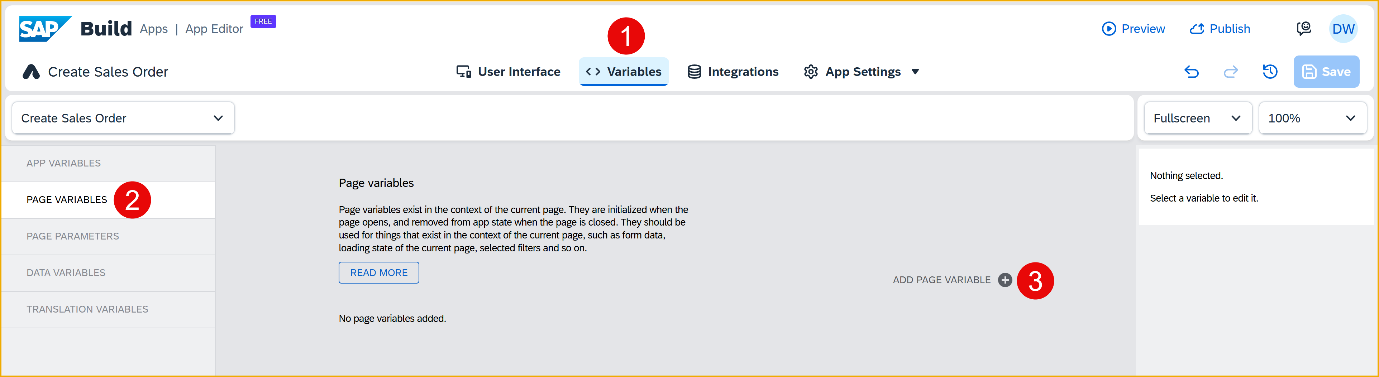 SAP Build Apps | App Editor FREE
1
Preview
Publish
DW
Create Sales Order
User Interface
Variables
Integrations
App Settings
Save
Create Sales Order
Fullscreen
100%
APP VARIABLES
PAGE VARIABLES 2
PAGE PARAMETERS
DATA VARIABLES
TRANSLATION VARIABLES
Page variables
Page variables exist in the context of the current page. They are initialized when the
page opens, and removed from app state when the page is closed. They should be
used for things that exist in the context of the current page, such as form data,
loading state of the current page, selected filters and so on.
READ MORE
ADD PAGE VARIABLE 3
No page variables added.
Nothing selected.
Select a variable to edit it.